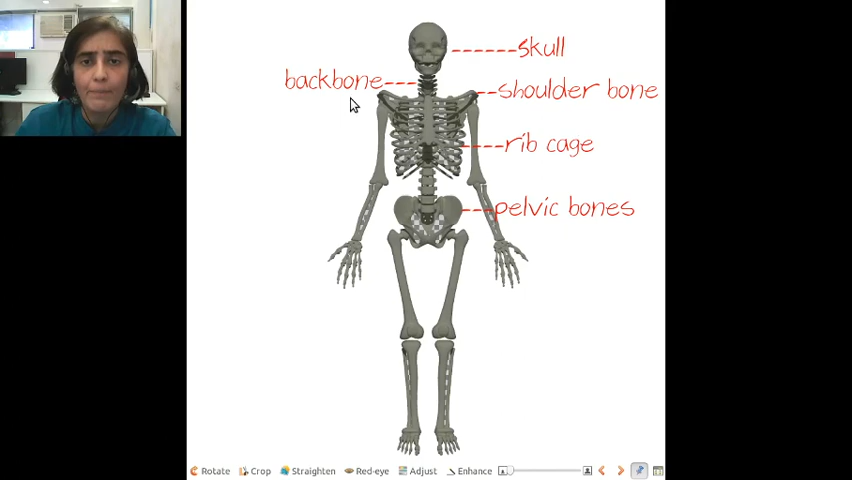 skull
backbone
shoulder bone
rib cage
pelvic bones
Rotate Crop Straighten Red-eye Adjust Enhance